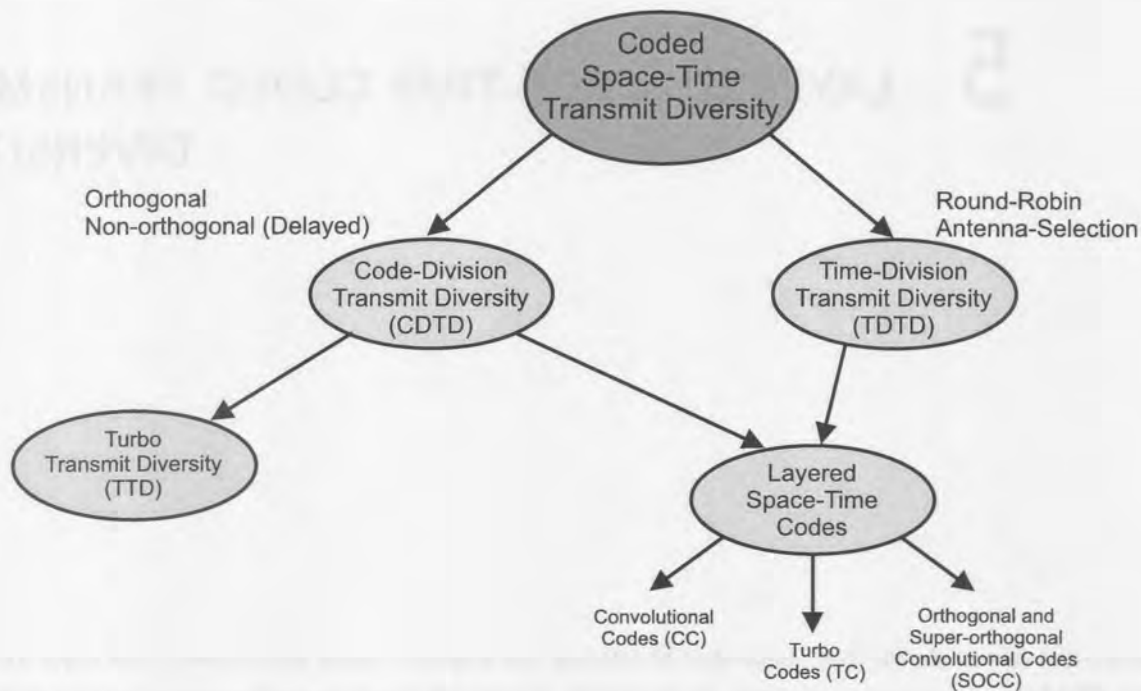 Coded
Space-Time
Transmit Diversity
Orthogonal
Non-orthogonal (Delayed)
Round-Robin
Antenna-Selection
Code-Division
Transmit Diversity
(CDTD)
Time-Division
Transmit Diversity
(TDTD)
Turbo
Transmit Diversity
(TTD)
Layered
Space-Time
Codes
Convolutional
Codes (CC)
Turbo
Codes (TC)
Orthogonal and
Super-orthogonal
Convolutional Codes
(SOCC)